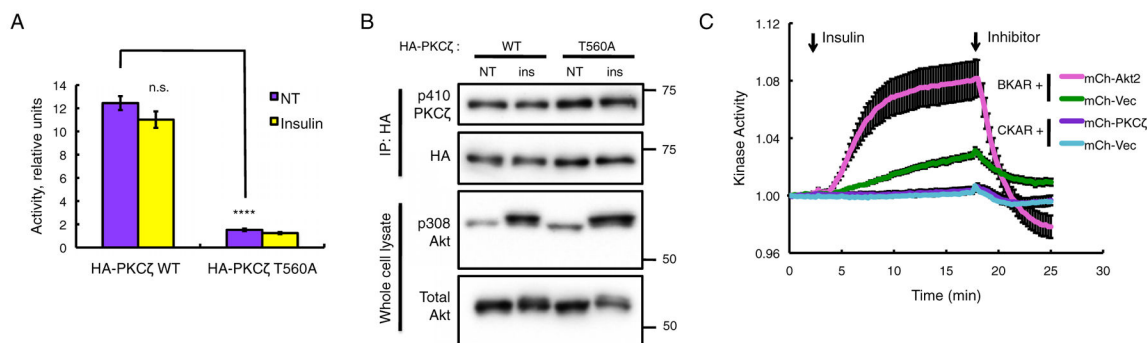 A
Activity, relative units
14
12
10
8
6
4
2
0
n.s.
****
NT
Insulin
HA-PKCζ WT
HA-PKCζ T560A
B
HA-PKCζ :
WT
T560A
NT
ins
NT
ins
IP: HA
p410
PKCζ
75
HA
75
Whole cell lysate
p308
Akt
50
Total
Akt
50
C
Kinase Activity
1.12
1.08
1.04
1.00
0.96
Insulin
Inhibitor
BKAR +
mCh-Akt2
mCh-Vec
CKAR +
mCh-PKCζ
mCh-Vec
0
5
10
15
20
25
30
Time (min)